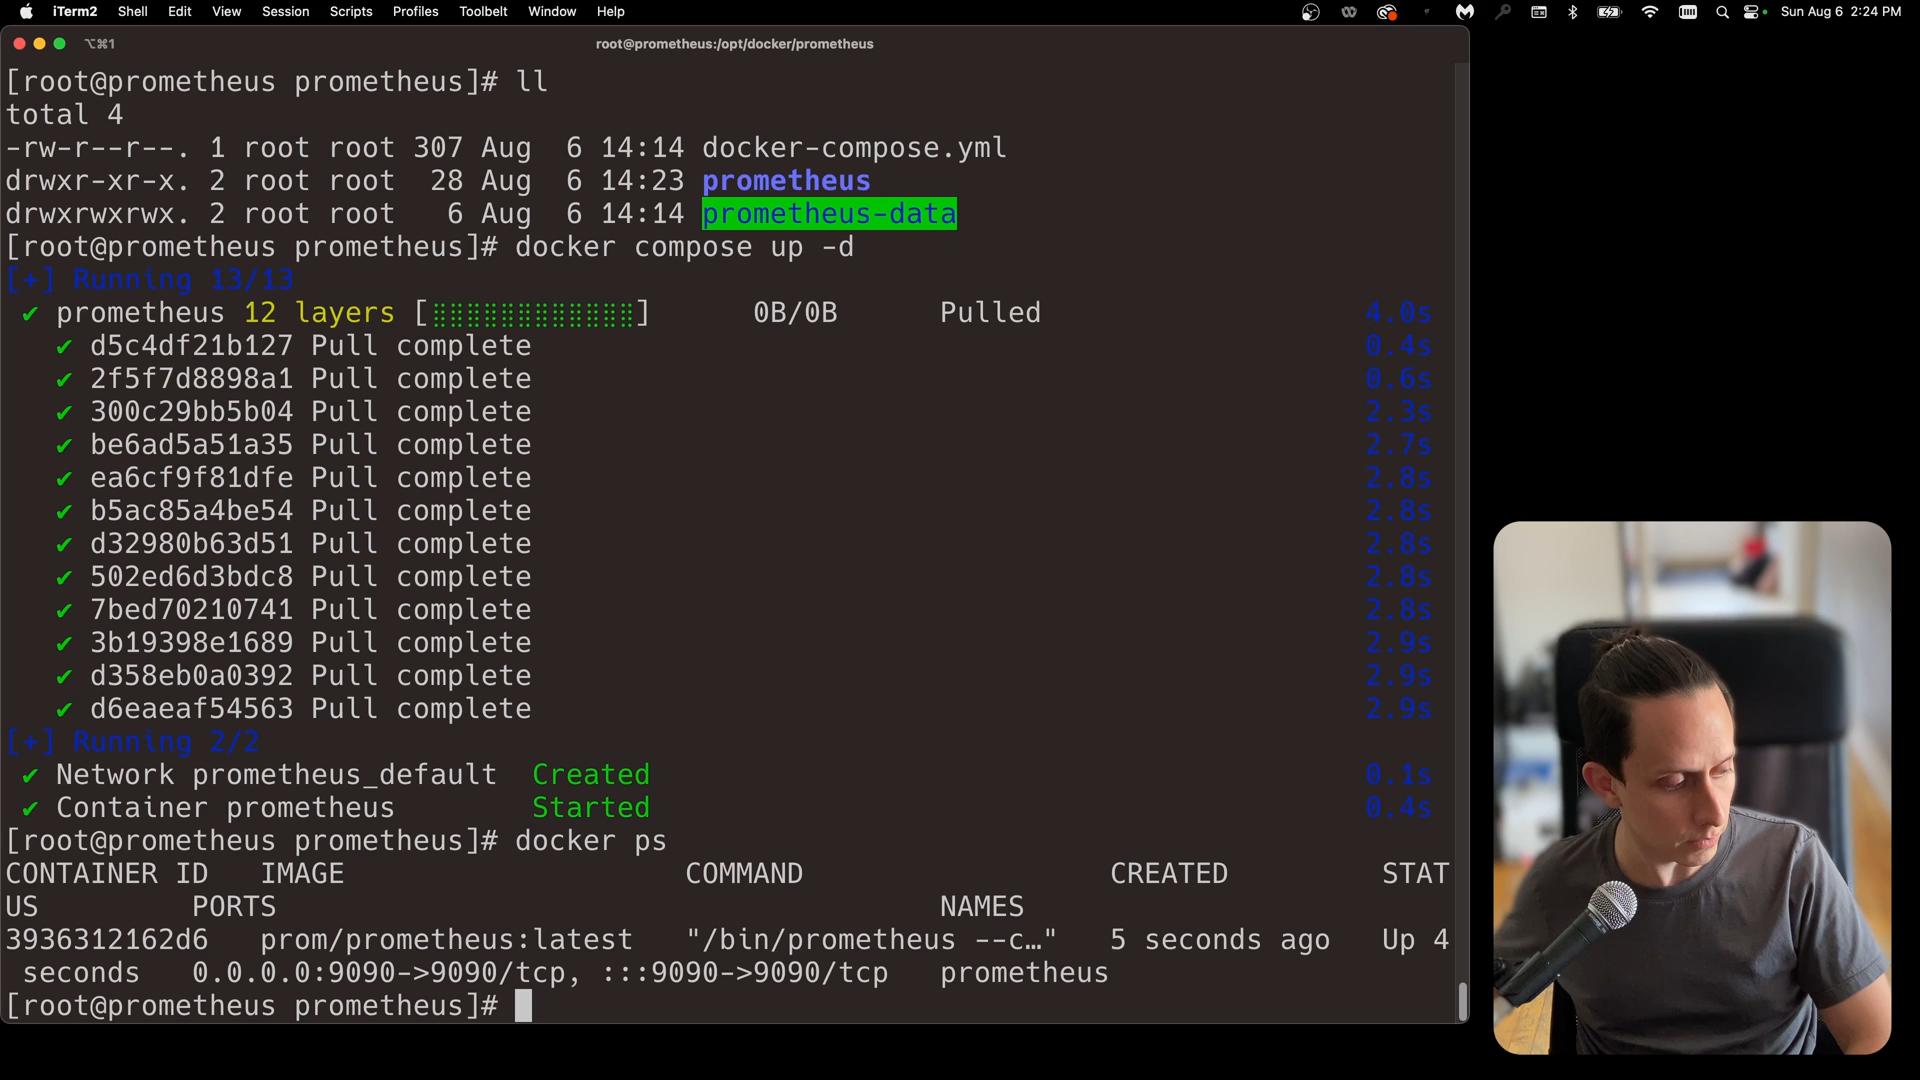 iTerm2 Shell Edit View Session Scripts Profiles Toolbelt Window Help Sun Aug 6 2:24 PM
⌥⌘1 root@prometheus:/opt/docker/prometheus
[root@prometheus prometheus]# ll
total 4
-rw-r--r--. 1 root root 307 Aug  6 14:14 docker-compose.yml
drwxr-xr-x. 2 root root  28 Aug  6 14:23 prometheus
drwxrwxrwx. 2 root root   6 Aug  6 14:14 prometheus-data
[root@prometheus prometheus]# docker compose up -d
[+] Running 13/13
✔ prometheus 12 layers [⣿⣿⣿⣿⣿⣿⣿⣿⣿⣿⣿⣿] 0B/0B Pulled 4.0s
✔ d5c4df21b127 Pull complete 0.4s
✔ 2f5f7d8898a1 Pull complete 0.6s
✔ 300c29bb5b04 Pull complete 2.3s
✔ be6ad5a51a35 Pull complete 2.7s
✔ ea6cf9f81dfe Pull complete 2.8s
✔ b5ac85a4be54 Pull complete 2.8s
✔ d32980b63d51 Pull complete 2.8s
✔ 502ed6d3bdc8 Pull complete 2.8s
✔ 7bed70210741 Pull complete 2.8s
✔ 3b19398e1689 Pull complete 2.9s
✔ d358eb0a0392 Pull complete 2.9s
✔ d6eaeaf54563 Pull complete 2.9s
[+] Running 2/2
✔ Network prometheus_default Created 0.1s
✔ Container prometheus Started 0.4s
[root@prometheus prometheus]# docker ps
CONTAINER ID   IMAGE                    COMMAND                  CREATED         STAT
US         PORTS                                       NAMES
3936312162d6   prom/prometheus:latest   "/bin/prometheus --c…"   5 seconds ago   Up 4
 seconds   0.0.0.0:9090->9090/tcp, :::9090->9090/tcp   prometheus
[root@prometheus prometheus]#